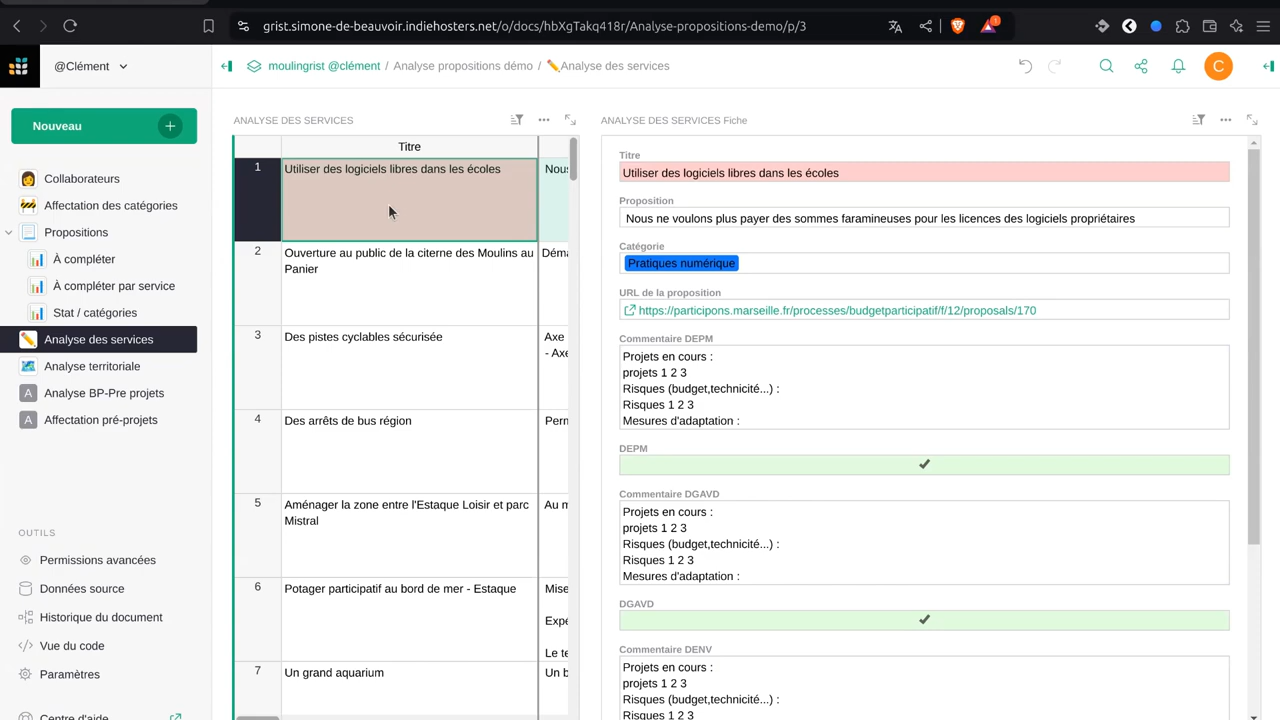 grist.simone-de-beauvoir.indiehosters.net/o/docs/hbXgTakq418r/Analyse-propositions-demo/p/3
1
@Clément
moulingrist @clément / Analyse propositions démo / ✏️Analyse des services
C
Nouveau
Collaborateurs
Affectation des catégories
Propositions
À compléter
À compléter par service
Stat / catégories
Analyse des services
Analyse territoriale
A Analyse BP-Pre projets
A Affectation pré-projets
OUTILS
Permissions avancées
Données source
Historique du document
Vue du code
Paramètres
Centre d'aide
ANALYSE DES SERVICES
Titre
1 Utiliser des logiciels libres dans les écoles
Nous
2 Ouverture au public de la citerne des Moulins au
Panier
Déma
3 Des pistes cyclables sécurisée
Axe
- Axe
4 Des arrêts de bus région
Perm
5 Aménager la zone entre l'Estaque Loisir et parc
Mistral
Au m
6 Potager participatif au bord de mer - Estaque
Mise
Expé
Le te
7 Un grand aquarium
Un b
ANALYSE DES SERVICES Fiche
Titre
Utiliser des logiciels libres dans les écoles
Proposition
Nous ne voulons plus payer des sommes faramineuses pour les licences des logiciels propriétaires
Catégorie
Pratiques numérique
URL de la proposition
https://participons.marseille.fr/processes/budgetparticipatif/f/12/proposals/170
Commentaire DEPM
Projets en cours :
projets 1 2 3
Risques (budget,technicité...) :
Risques 1 2 3
Mesures d'adaptation :
DEPM
Commentaire DGAVD
Projets en cours :
projets 1 2 3
Risques (budget,technicité...) :
Risques 1 2 3
Mesures d'adaptation :
DGAVD
Commentaire DENV
Projets en cours :
projets 1 2 3
Risques (budget,technicité...) :
Risques 1 2 3